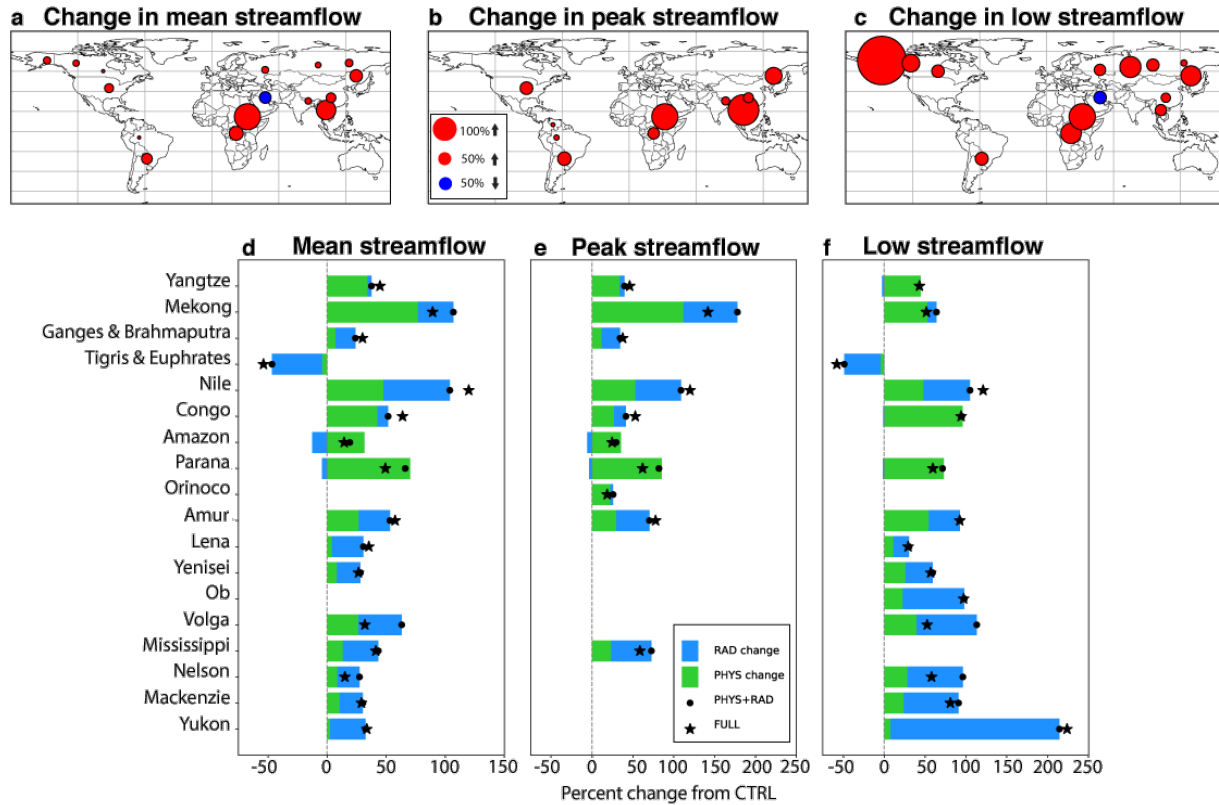 a Change in mean streamflow
b Change in peak streamflow
c Change in low streamflow
100%
50%
50%
d Mean streamflow
e Peak streamflow
f Low streamflow
Yangtze
Mekong
Ganges & Brahmaputra
Tigris & Euphrates
Nile
Congo
Amazon
Parana
Orinoco
Amur
Lena
Yenisei
Ob
Volga
Mississippi
Nelson
Mackenzie
Yukon
RAD change
PHYS change
PHYS+RAD
FULL
-50 0 50 100 150
0 50 100 150 200 250
-50 0 50 100 150 200 250
Percent change from CTRL